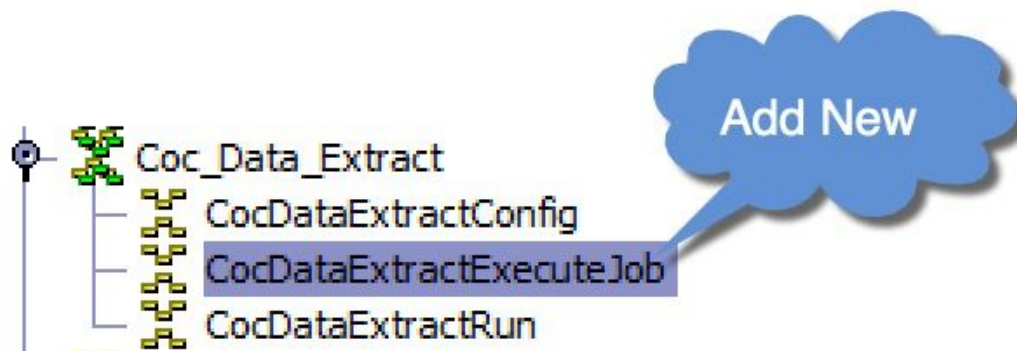 Add New
Coc_Data_Extract
CocDataExtractConfig
CocDataExtractExecuteJob
CocDataExtractRun